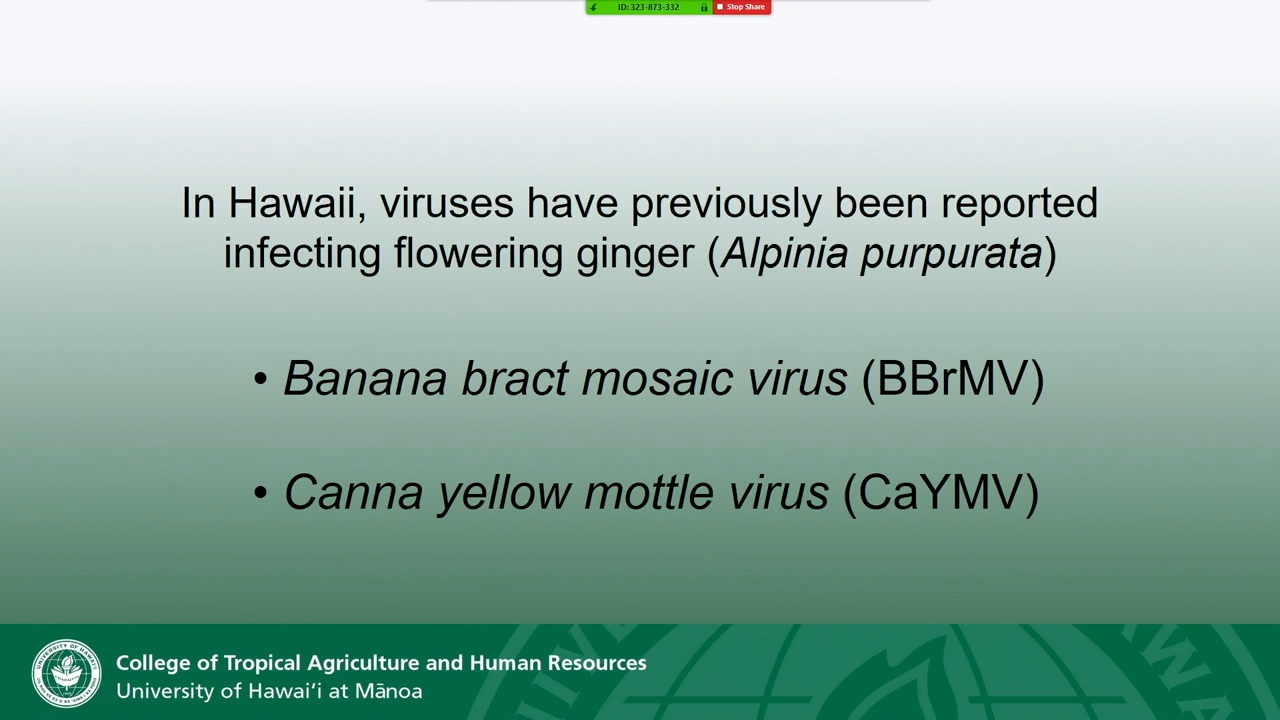 ID: 323-873-332
Stop Share
In Hawaii, viruses have previously been reported
infecting flowering ginger (Alpinia purpurata)
• Banana bract mosaic virus (BBrMV)
• Canna yellow mottle virus (CaYMV)
College of Tropical Agriculture and Human Resources
University of Hawaiʻi at Mānoa